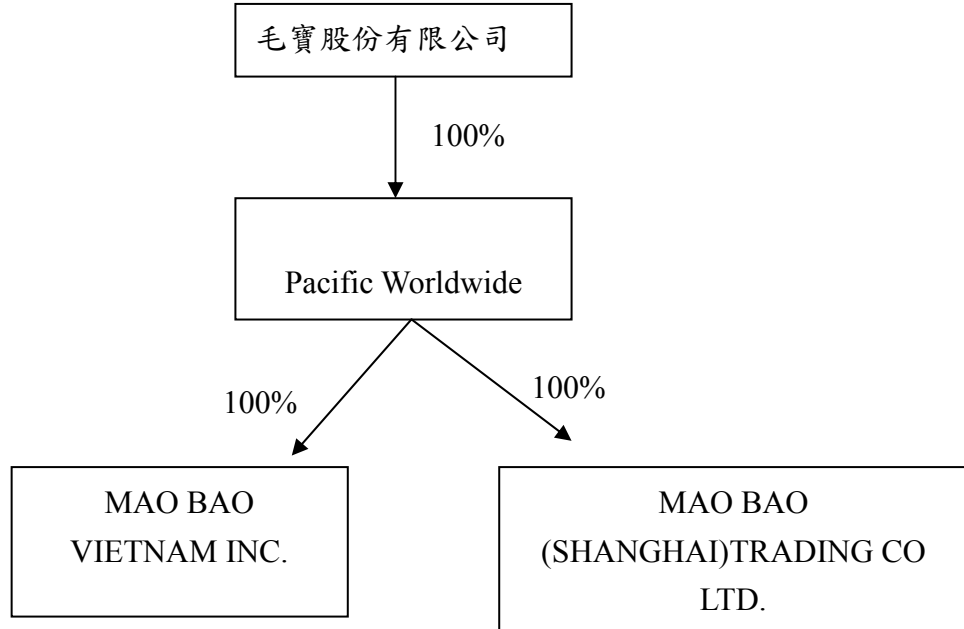 毛寶股份有限公司
100%
Pacific Worldwide
100%
100%
MAO BAO
VIETNAM INC.
MAO BAO
(SHANGHAI)TRADING CO
LTD.